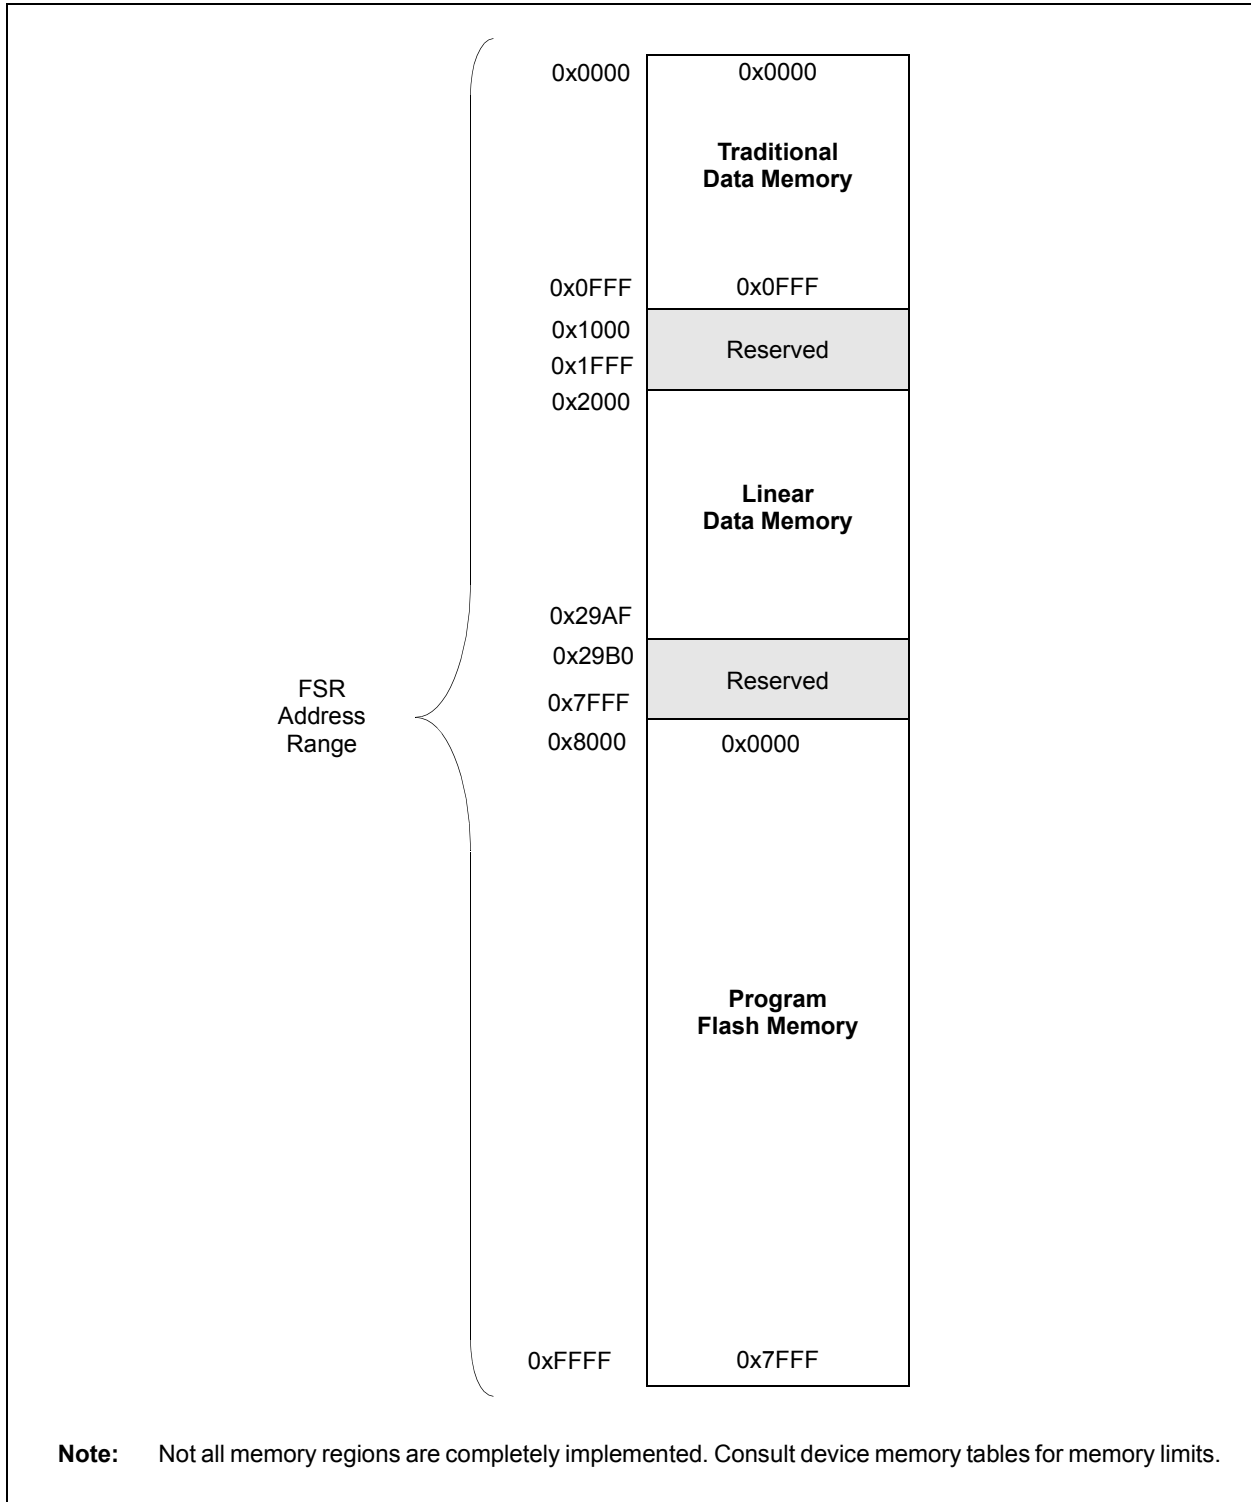 0x0000 0x0000
Traditional
Data Memory
0x0FFF 0x0FFF
0x1000
Reserved
0x1FFF
0x2000
Linear
Data Memory
0x29AF
0x29B0
Reserved
0x7FFF
FSR
Address
Range
0x8000 0x0000
Program
Flash Memory
0xFFFF 0x7FFF
Note: Not all memory regions are completely implemented. Consult device memory tables for memory limits.